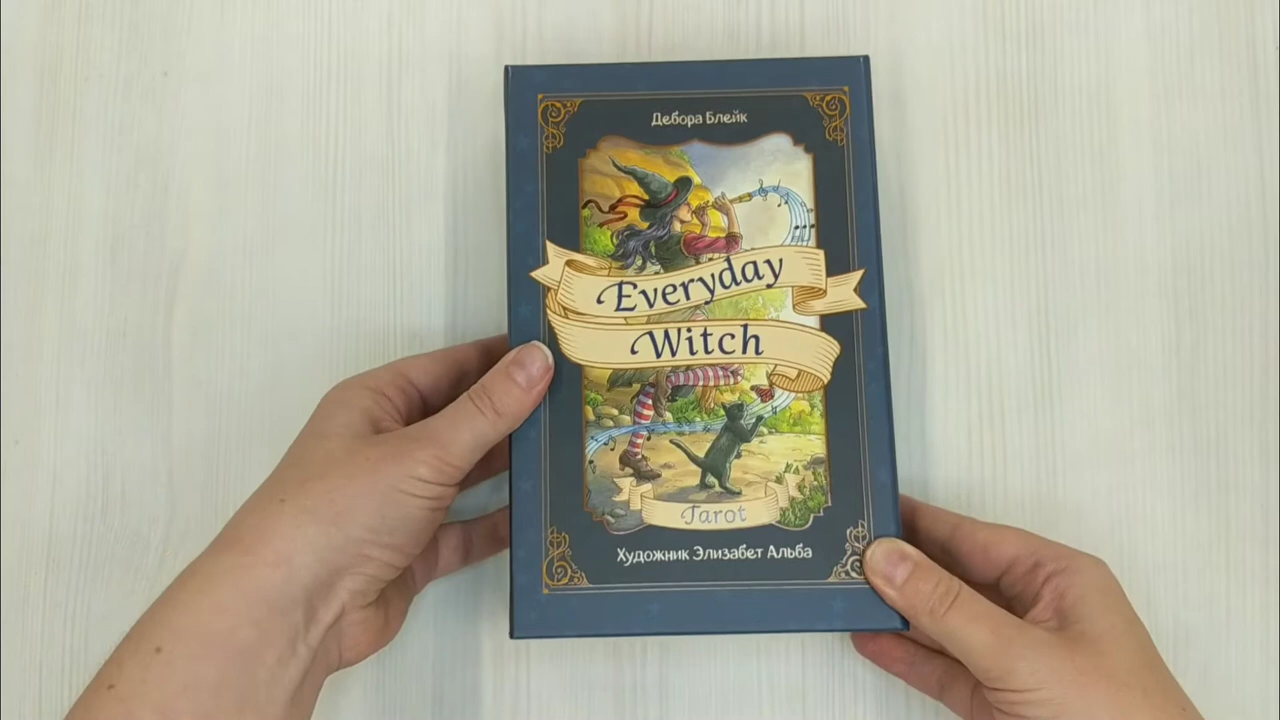 Дебора Блейк
Everyday
Witch
Tarot
Художник Элизабет Альба